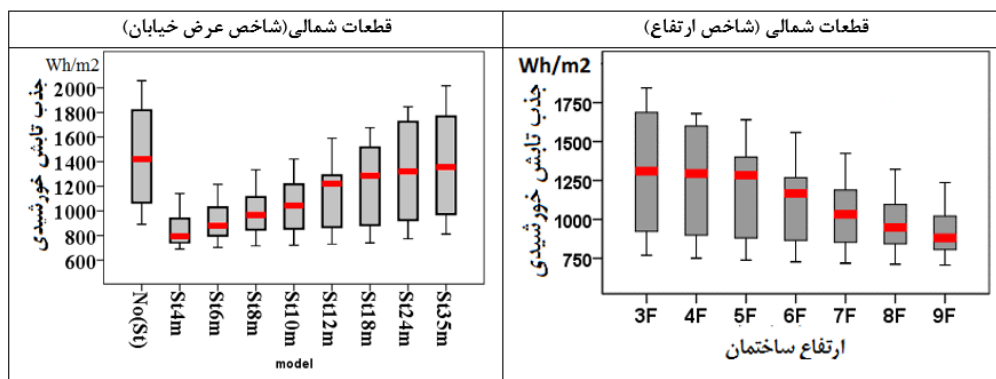 قطعات شمالی (شاخص ارتفاع)
Wh/m2
جذب تابش خورشیدی
1750
1500
1250
1000
750
3F 4F 5F 6F 7F 8F 9F
ارتفاع ساختمان
قطعات شمالی(شاخص عرض خیابان)
Wh/m2
جذب تابش خورشیدی
2000
1800
1600
1400
1200
1000
800
600
No(St) St4m St6m St8m St10m St12m St18m St24m St35m
model